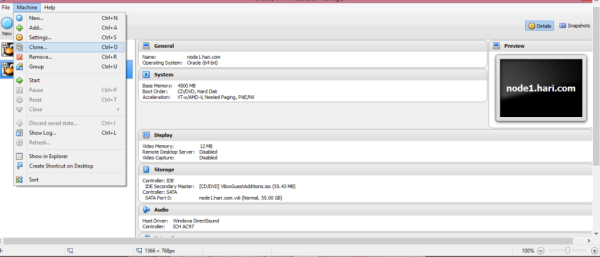 File Machine Help
New
Details Snapshots
New... Ctrl+N
Add... Ctrl+A
Settings... Ctrl+S
Clone... Ctrl+O
Remove... Ctrl+R
Group Ctrl+U
Start
Pause Ctrl+P
Reset Ctrl+T
Close
Discard saved state... Ctrl+J
Show Log... Ctrl+L
Refresh...
Show in Explorer
Create Shortcut on Desktop
Sort
General
Name: node1.hari.com
Operating System: Oracle (64 bit)
System
Base Memory: 4500 MB
Boot Order: CD/DVD, Hard Disk
Acceleration: VT-x/AMD-V, Nested Paging, PAE/NX
Preview
node1.hari.com
Display
Video Memory: 12 MB
Remote Desktop Server: Disabled
Video Capture: Disabled
Storage
Controller: IDE
IDE Secondary Master: [CD/DVD] VBoxGuestAdditions.iso (55.43 MB)
Controller: SATA
SATA Port 0: node1.hari.com.vdi (Normal, 55.00 GB)
Audio
Host Driver: Windows DirectSound
Controller: ICH AC97
1366 × 768px
100%